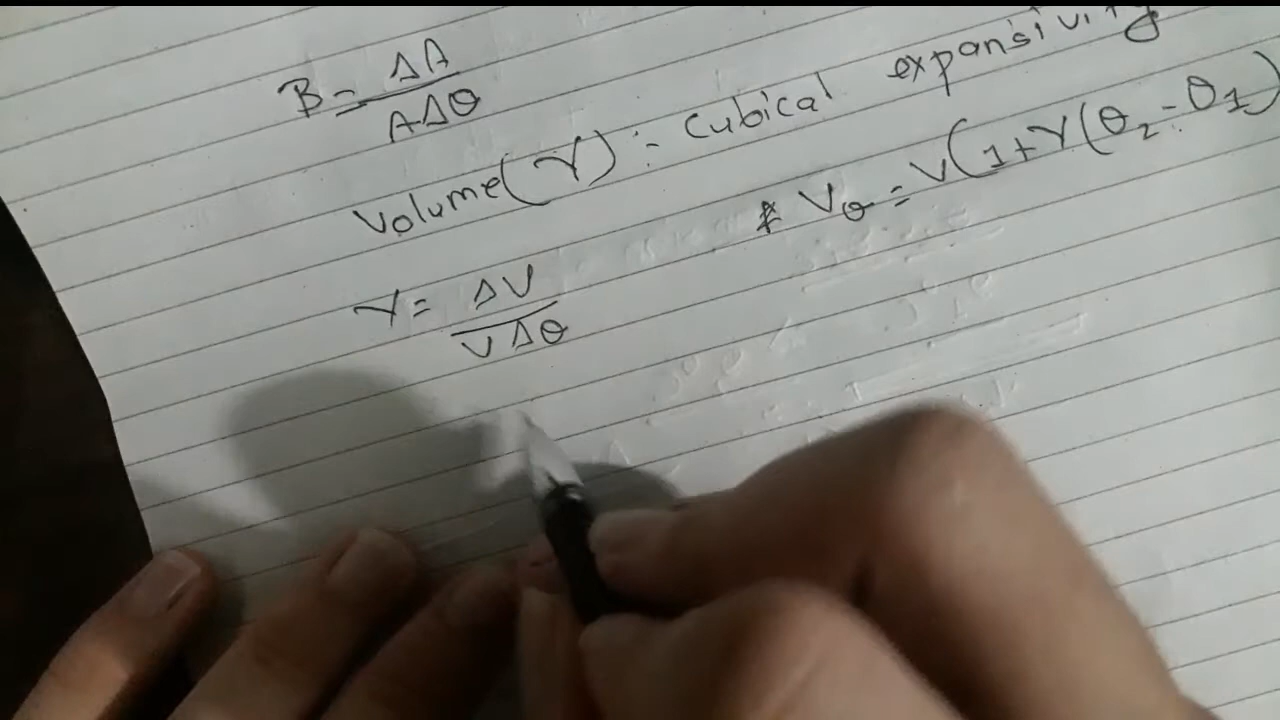 B = ΔA / AΔθ
Volume(γ) :- Cubical expansivity
* Vθ = V(1+γ(θ2-θ1)
γ = ΔV / VΔθ